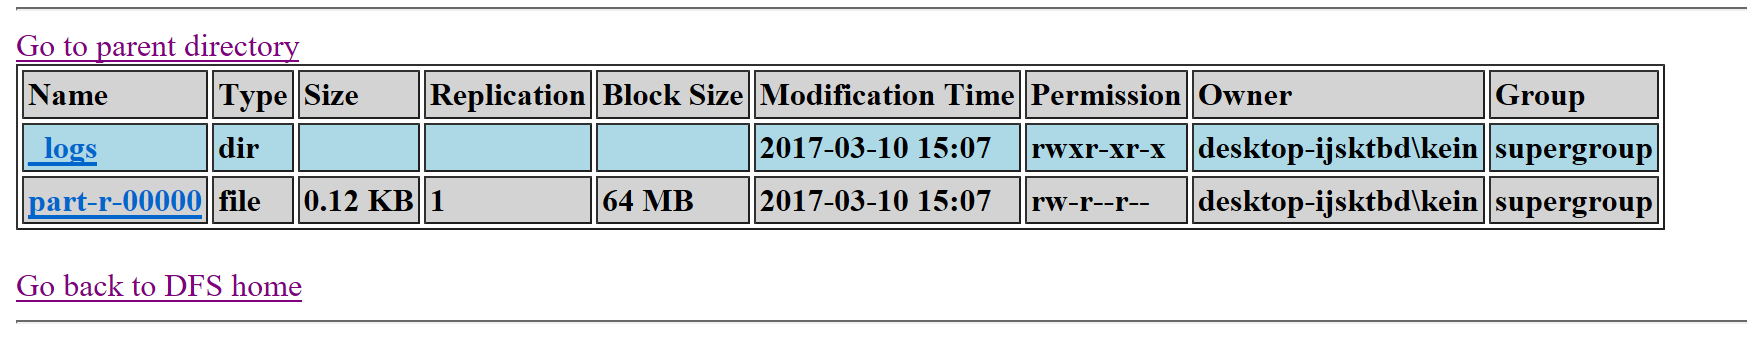 Go to parent directory
Name Type Size Replication Block Size Modification Time Permission Owner Group
_logs dir 2017-03-10 15:07 rwxr-xr-x desktop-ijsktbd\kein supergroup
part-r-00000 file 0.12 KB 1 64 MB 2017-03-10 15:07 rw-r--r-- desktop-ijsktbd\kein supergroup
Go back to DFS home